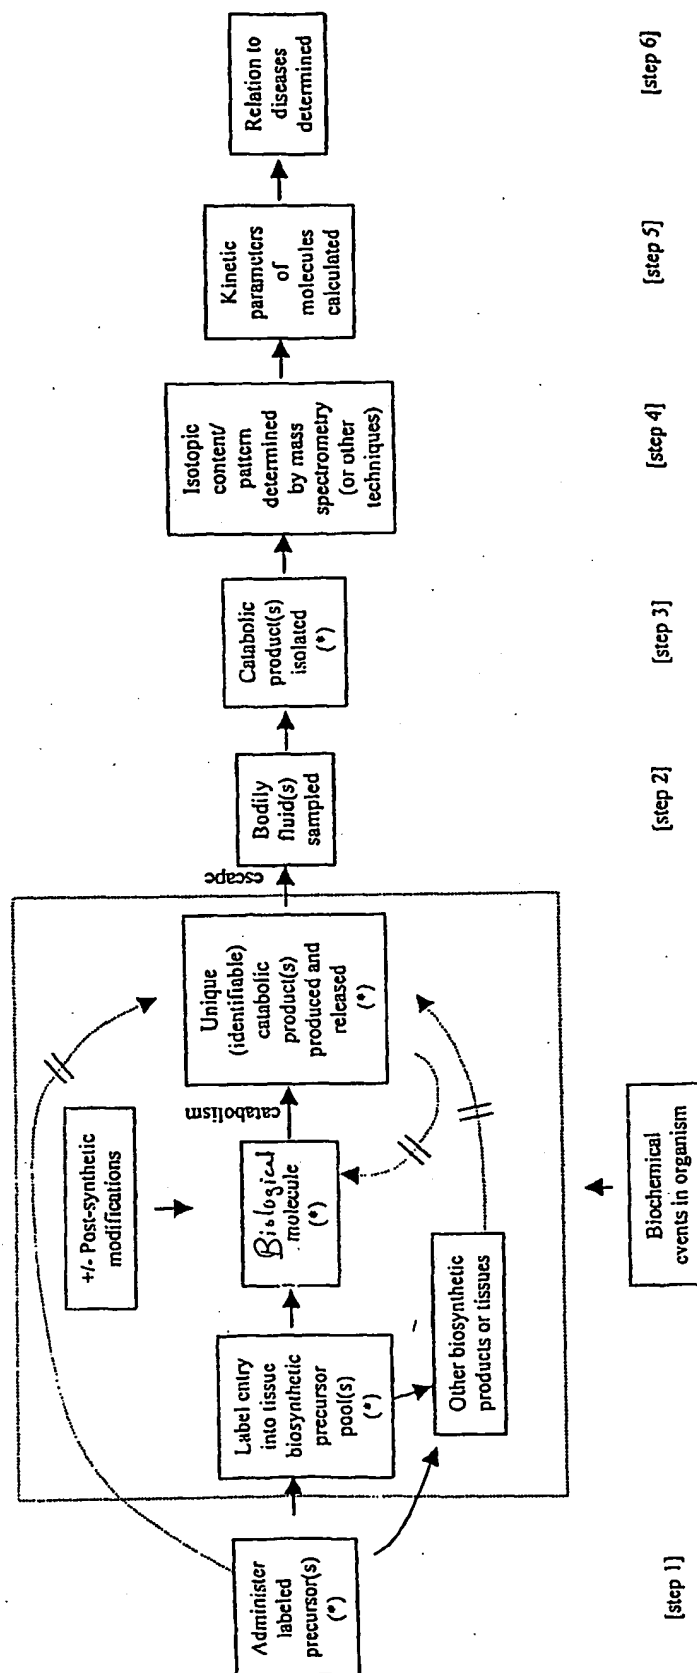 Administer
labeled
precursor(s)
(*)
Label entry
into tissue
biosynthetic
precursor
pool(s)
(*)
+/- Post-synthetic
modifications
Biological
molecule
(*)
catabolism
Other biosynthetic
products or tissues
Unique
(identifiable)
catabolic
product(s)
produced and
released
(*)
escape
Biochemical
events in organism
Bodily
fluid(s)
sampled
Catabolic
product(s)
isolated
(*)
Isotopic
content/
pattern
determined
by mass
spectrometry
(or other
techniques)
Kinetic
parameters
of
molecules
calculated
Relation to
diseases
determined
[step 1]
[step 2]
[step 3]
[step 4]
[step 5]
[step 6]